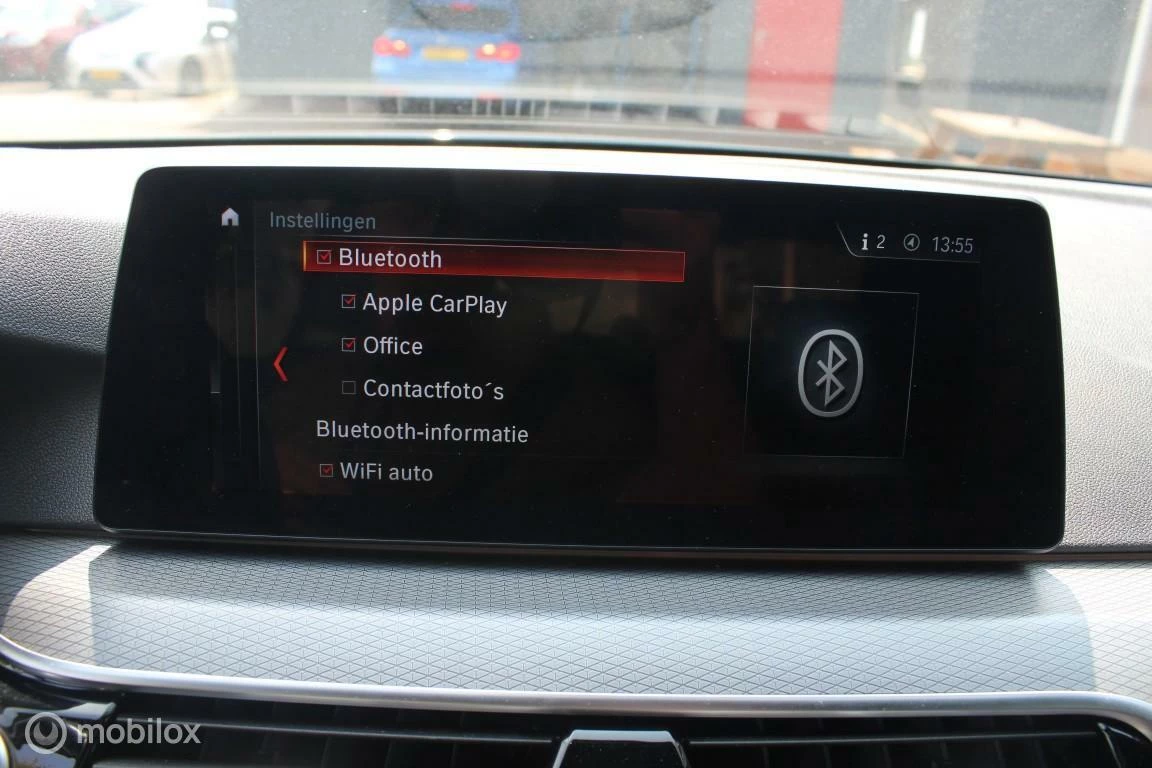 Instellingen
2 13:55
Bluetooth
Apple CarPlay
Office
Contactfoto´s
Bluetooth-informatie
WiFi auto
mobilox